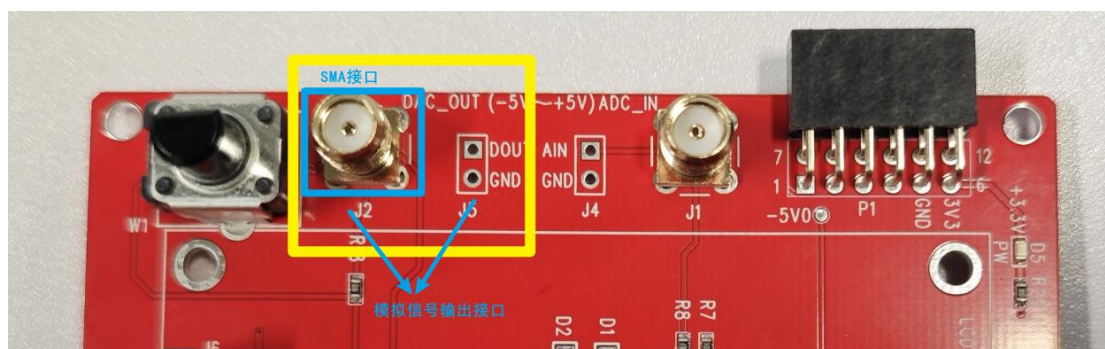 SMA接口
DAC_OUT (-5V~+5V) ADC_IN
DOUT AIN
GND GND
7 12
1 6
W1 J2 J5 J4 J1 -5V0 P1 GND 3V3 +3.3V
模拟信号输出接口
R8 R7
D2 D1
PW D5
LCD
J6